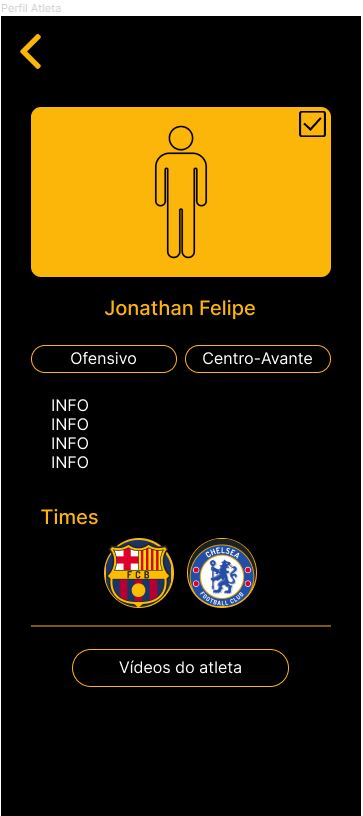 Perfil Atleta
Jonathan Felipe
Ofensivo
Centro-Avante
INFO
INFO
INFO
INFO
Times
FCB
CHELSEA
FOOTBALL CLUB
Vídeos do atleta